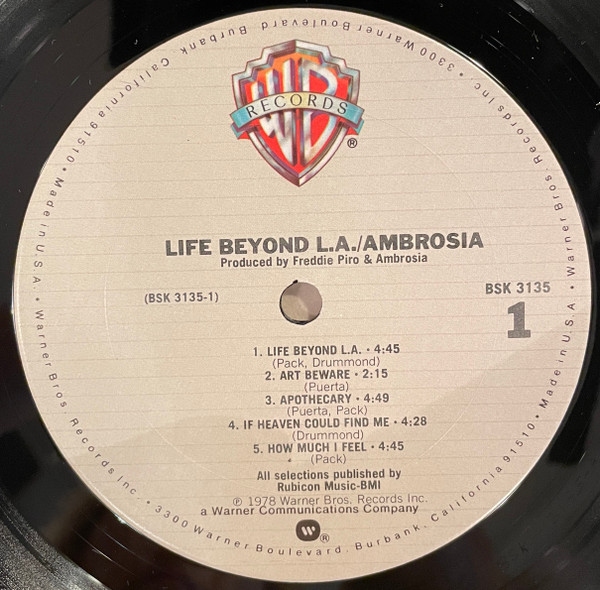 WB
RECORDS
®
LIFE BEYOND L.A./AMBROSIA
Produced by Freddie Piro & Ambrosia
(BSK 3135-1)
BSK 3135
1
1. LIFE BEYOND L.A. • 4:45
(Pack, Drummond)
2. ART BEWARE • 2:15
(Puerta)
3. APOTHECARY • 4:49
(Puerta, Pack)
4. IF HEAVEN COULD FIND ME • 4:28
(Drummond)
5. HOW MUCH I FEEL • 4:45
(Pack)
All selections published by
Rubicon Music-BMI
℗ 1978 Warner Bros. Records Inc.
a Warner Communications Company
W®
Made in U.S.A. • Warner Bros. Records Inc. • 3300 Warner Boulevard, Burbank, California 91510 • Made in U.S.A. • Warner Bros. Records Inc. • 3300 Warner Boulevard, Burbank, California 91510 •